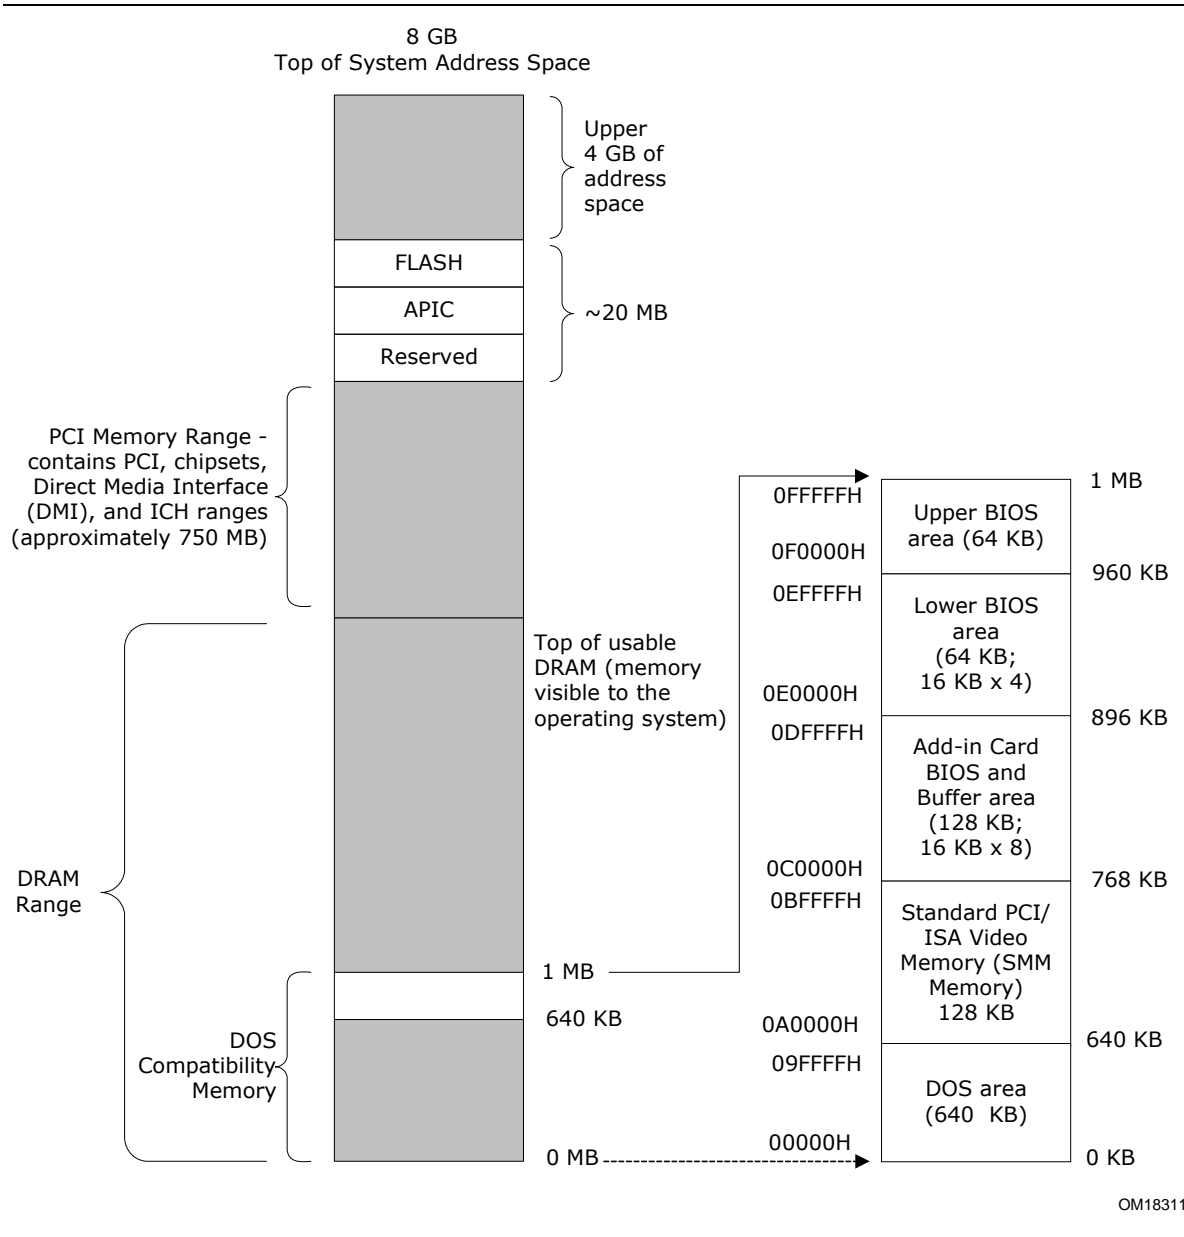 8 GB
Top of System Address Space
Upper
4 GB of
address
space
FLASH
APIC
Reserved
~20 MB
PCI Memory Range -
contains PCI, chipsets,
Direct Media Interface
(DMI), and ICH ranges
(approximately 750 MB)
DRAM
Range
DOS
Compatibility
Memory
Top of usable
DRAM (memory
visible to the
operating system)
1 MB
640 KB
0 MB
0FFFFFH
0F0000H
0EFFFFH
0E0000H
0DFFFFH
0C0000H
0BFFFFH
0A0000H
09FFFFH
00000H
Upper BIOS
area (64 KB)
Lower BIOS
area
(64 KB;
16 KB x 4)
Add-in Card
BIOS and
Buffer area
(128 KB;
16 KB x 8)
Standard PCI/
ISA Video
Memory (SMM
Memory)
128 KB
DOS area
(640 KB)
1 MB
960 KB
896 KB
768 KB
640 KB
0 KB
OM18311